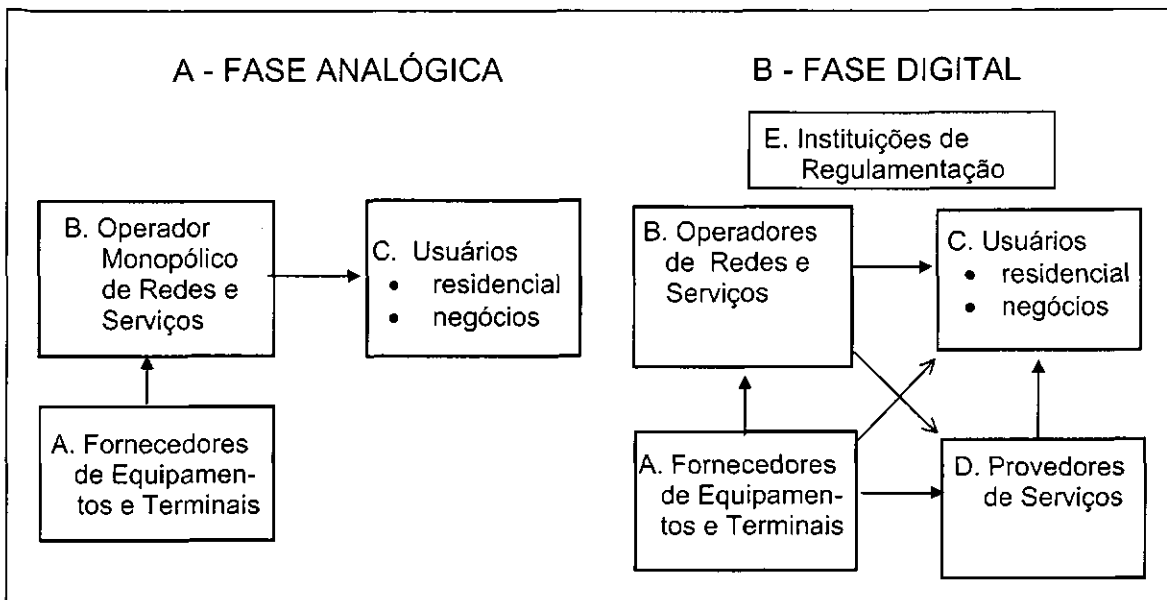 A - FASE ANALÓGICA
B. Operador
Monopólico
de Redes e
Serviços
C. Usuários
• residencial
• negócios
A. Fornecedores
de Equipamen-
tos e Terminais
B - FASE DIGITAL
E. Instituições de
Regulamentação
B. Operadores
de Redes e
Serviços
C. Usuários
• residencial
• negócios
A. Fornecedores
de Equipamen-
tos e Terminais
D. Provedores
de Serviços